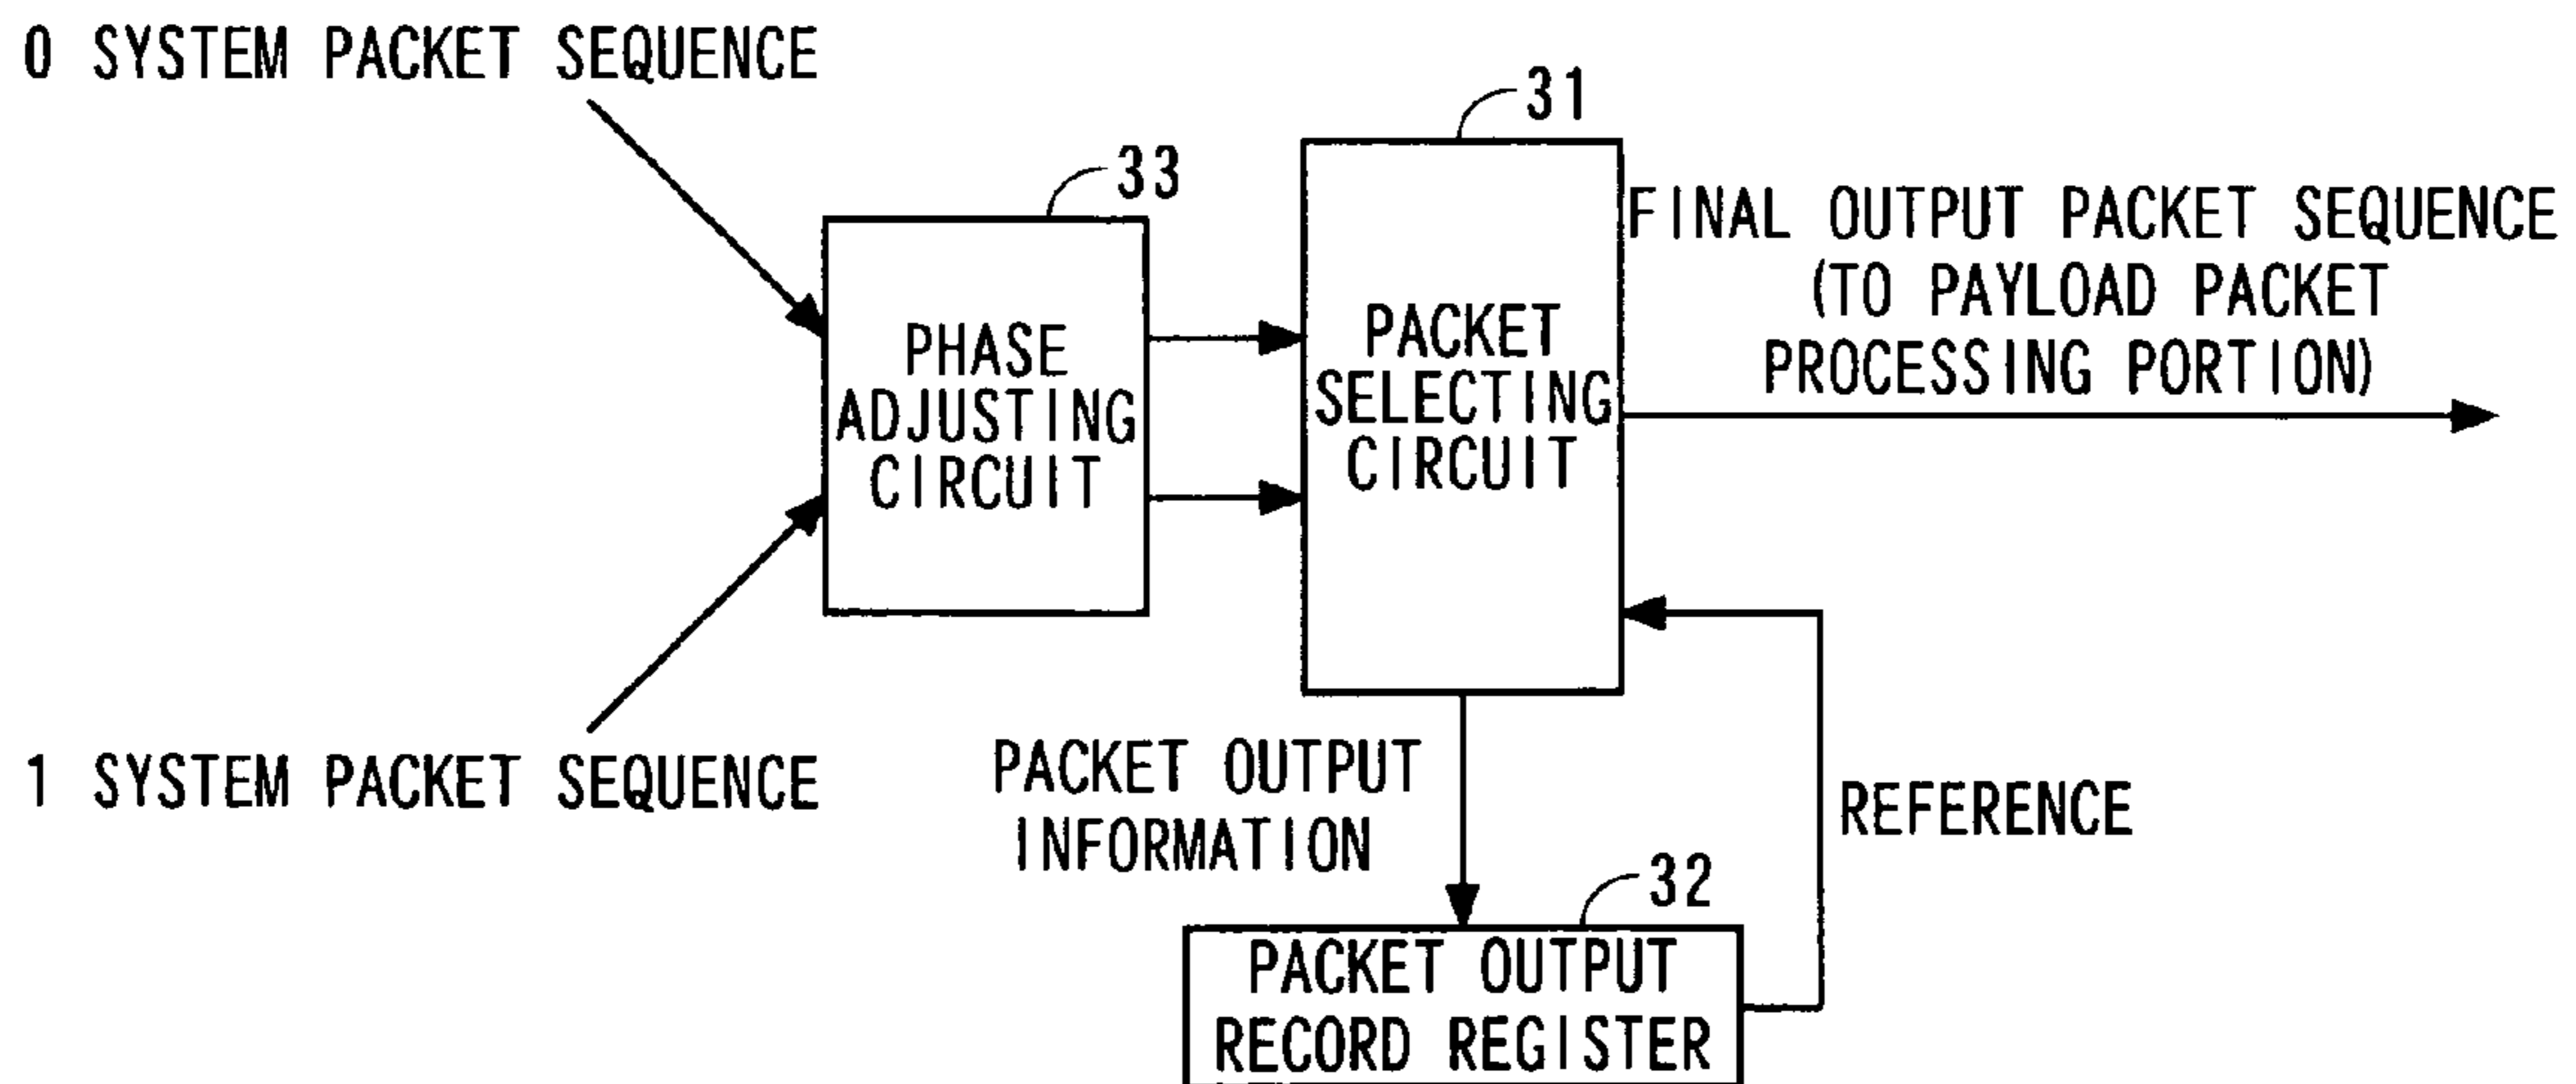 0 SYSTEM PACKET SEQUENCE
31
33
FINAL OUTPUT PACKET SEQUENCE
(TO PAYLOAD PACKET
PROCESSING PORTION)
PHASE
ADJUSTING
CIRCUIT
PACKET
SELECTING
CIRCUIT
1 SYSTEM PACKET SEQUENCE
PACKET OUTPUT
INFORMATION
REFERENCE
32
PACKET OUTPUT
RECORD REGISTER